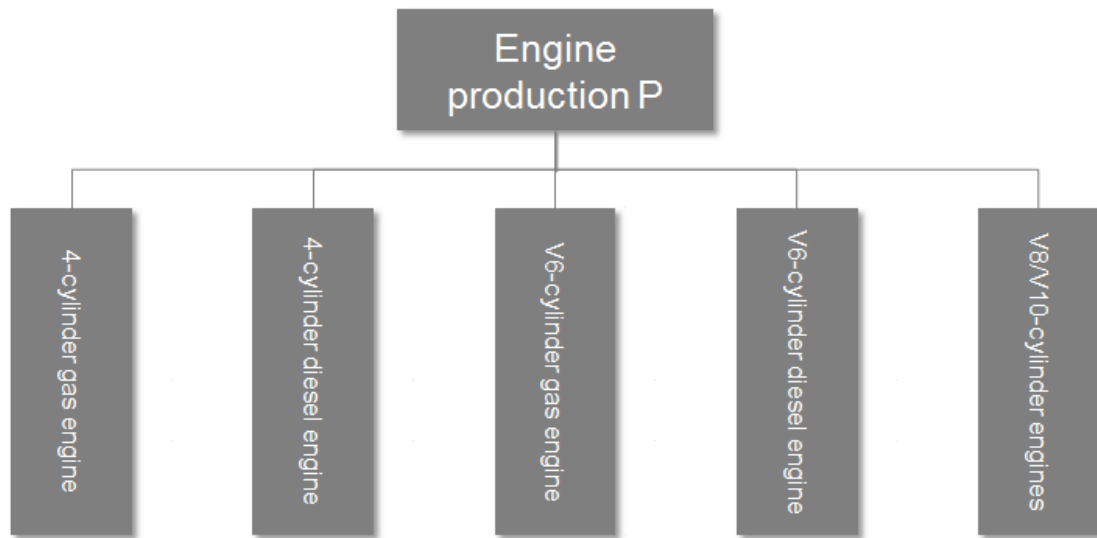 Engine
production P
4-cylinder gas engine
4-cylinder diesel engine
V6-cylinder gas engine
V6-cylinder diesel engine
V8/V10-cylinder engines